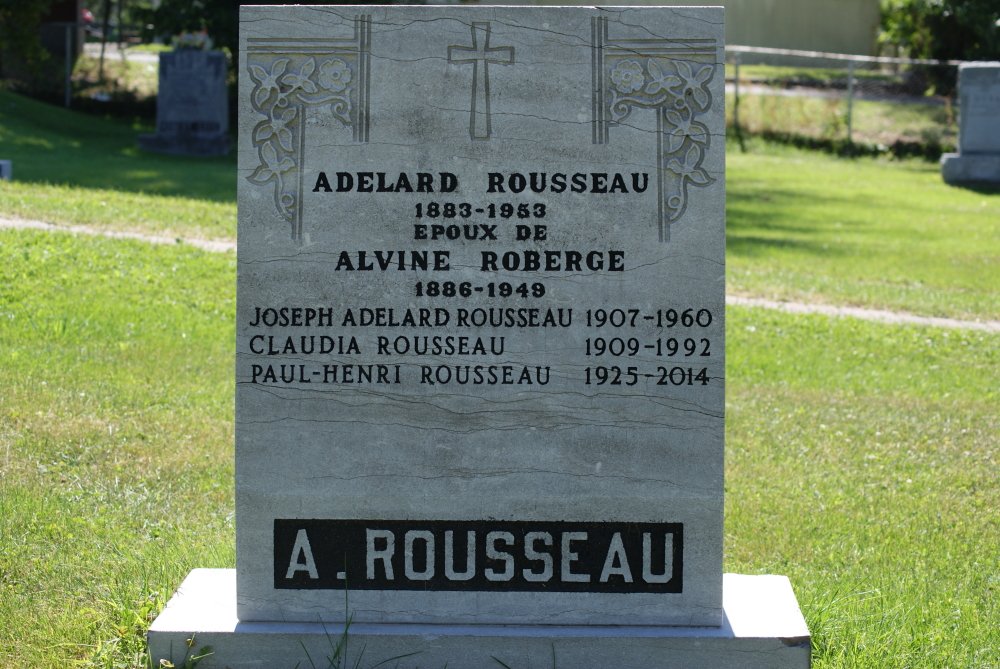 ADELARD ROUSSEAU
1883-1953
EPOUX DE
ALVINE ROBERGE
1886-1949
JOSEPH ADELARD ROUSSEAU 1907-1960
CLAUDIA ROUSSEAU 1909-1992
PAUL-HENRI ROUSSEAU 1925-2014
A. ROUSSEAU